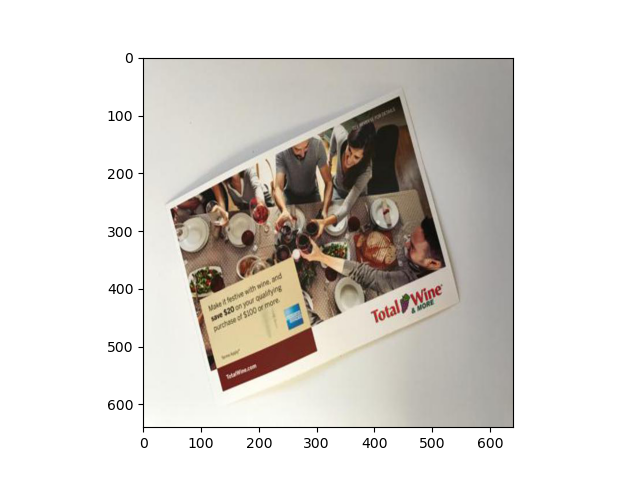 Make it festive with wine, and
save $20 on your qualifying
purchase of $100 or more.
TotalWine.com
Total Wine
& MORE
0
100
200
300
400
500
600
0
100
200
300
400
500
600